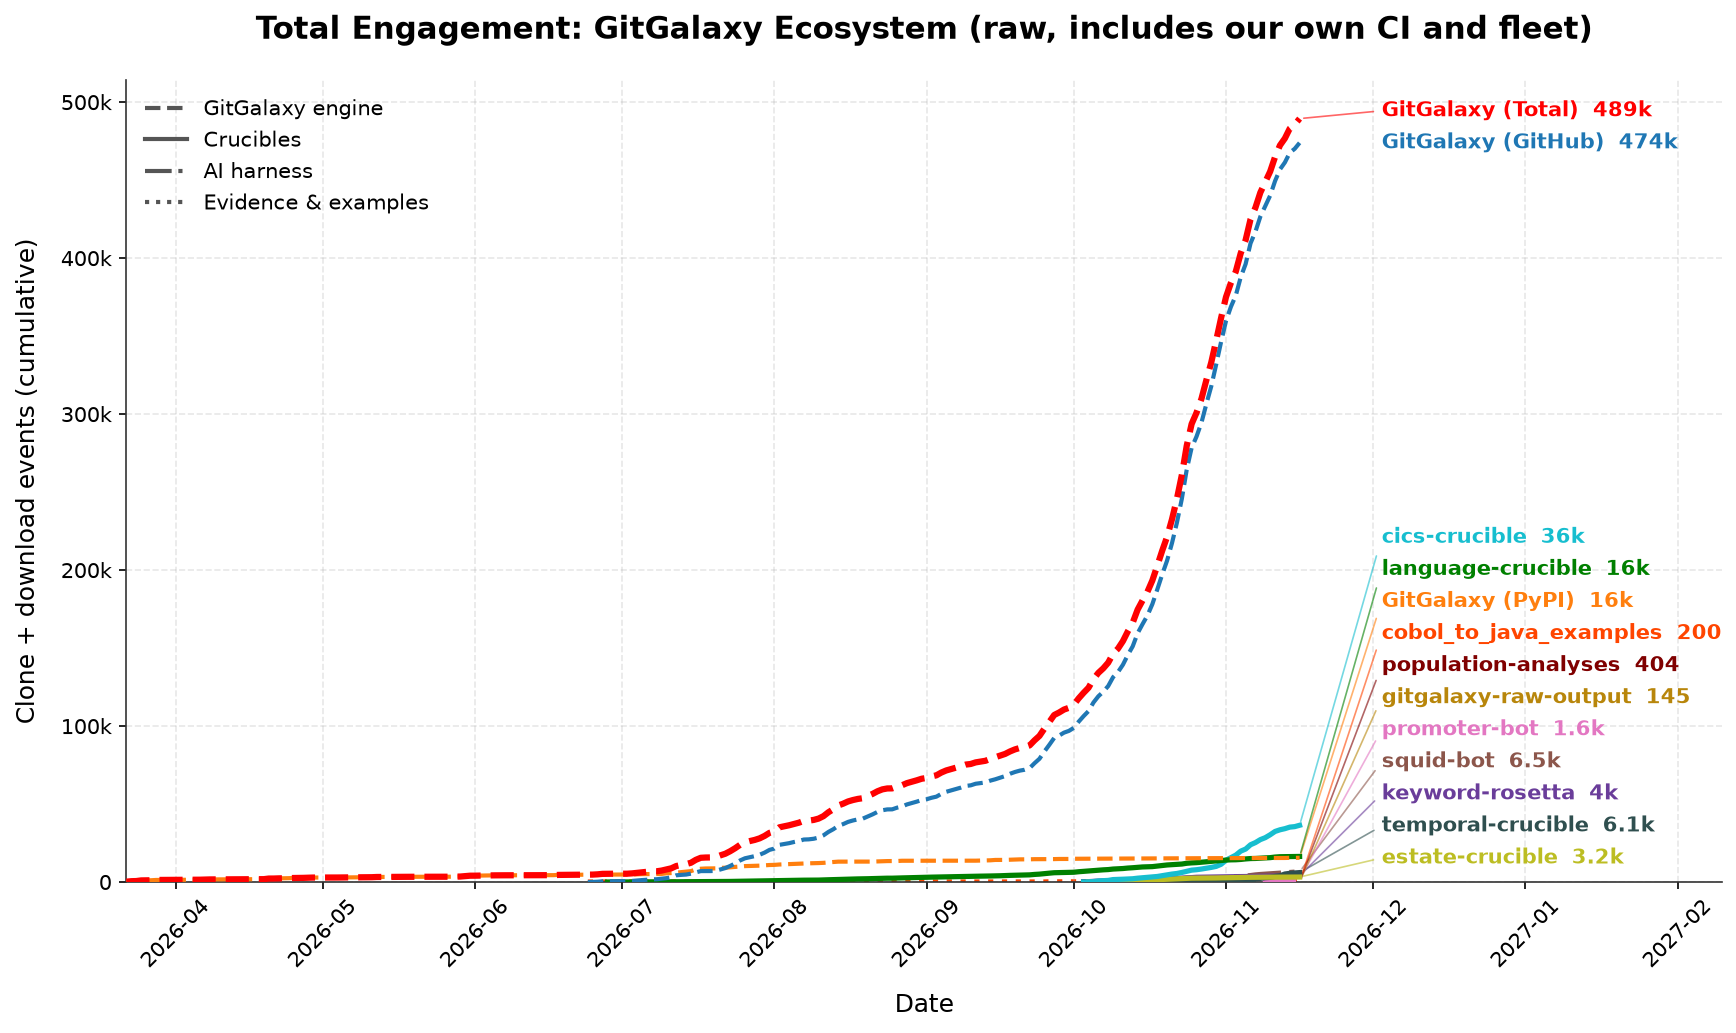 Total Engagement: GitGalaxy Ecosystem (raw, includes our own CI and fleet)
GitGalaxy engine
Crucibles
AI harness
Evidence & examples
Clone + download events (cumulative)
500k
400k
300k
200k
100k
0
GitGalaxy (Total) 489k
GitGalaxy (GitHub) 474k
cics-crucible 36k
language-crucible 16k
GitGalaxy (PyPI) 16k
cobol_to_java_examples 200
population-analyses 404
gitgalaxy-raw-output 145
promoter-bot 1.6k
squid-bot 6.5k
keyword-rosetta 4k
temporal-crucible 6.1k
estate-crucible 3.2k
2026-04
2026-05
2026-06
2026-07
2026-08
2026-09
2026-10
2026-11
2026-12
2027-01
2027-02
Date